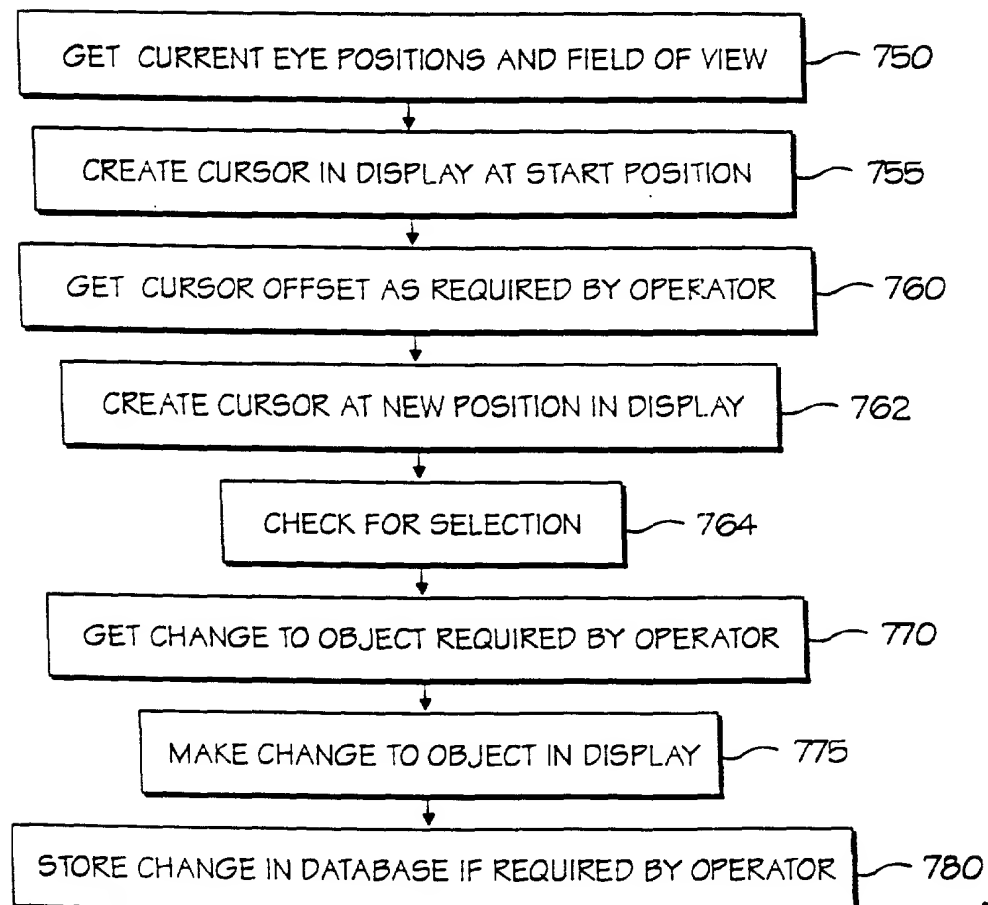 GET CURRENT EYE POSITIONS AND FIELD OF VIEW 750
CREATE CURSOR IN DISPLAY AT START POSITION 755
GET CURSOR OFFSET AS REQUIRED BY OPERATOR 760
CREATE CURSOR AT NEW POSITION IN DISPLAY 762
CHECK FOR SELECTION 764
GET CHANGE TO OBJECT REQUIRED BY OPERATOR 770
MAKE CHANGE TO OBJECT IN DISPLAY 775
STORE CHANGE IN DATABASE IF REQUIRED BY OPERATOR 780